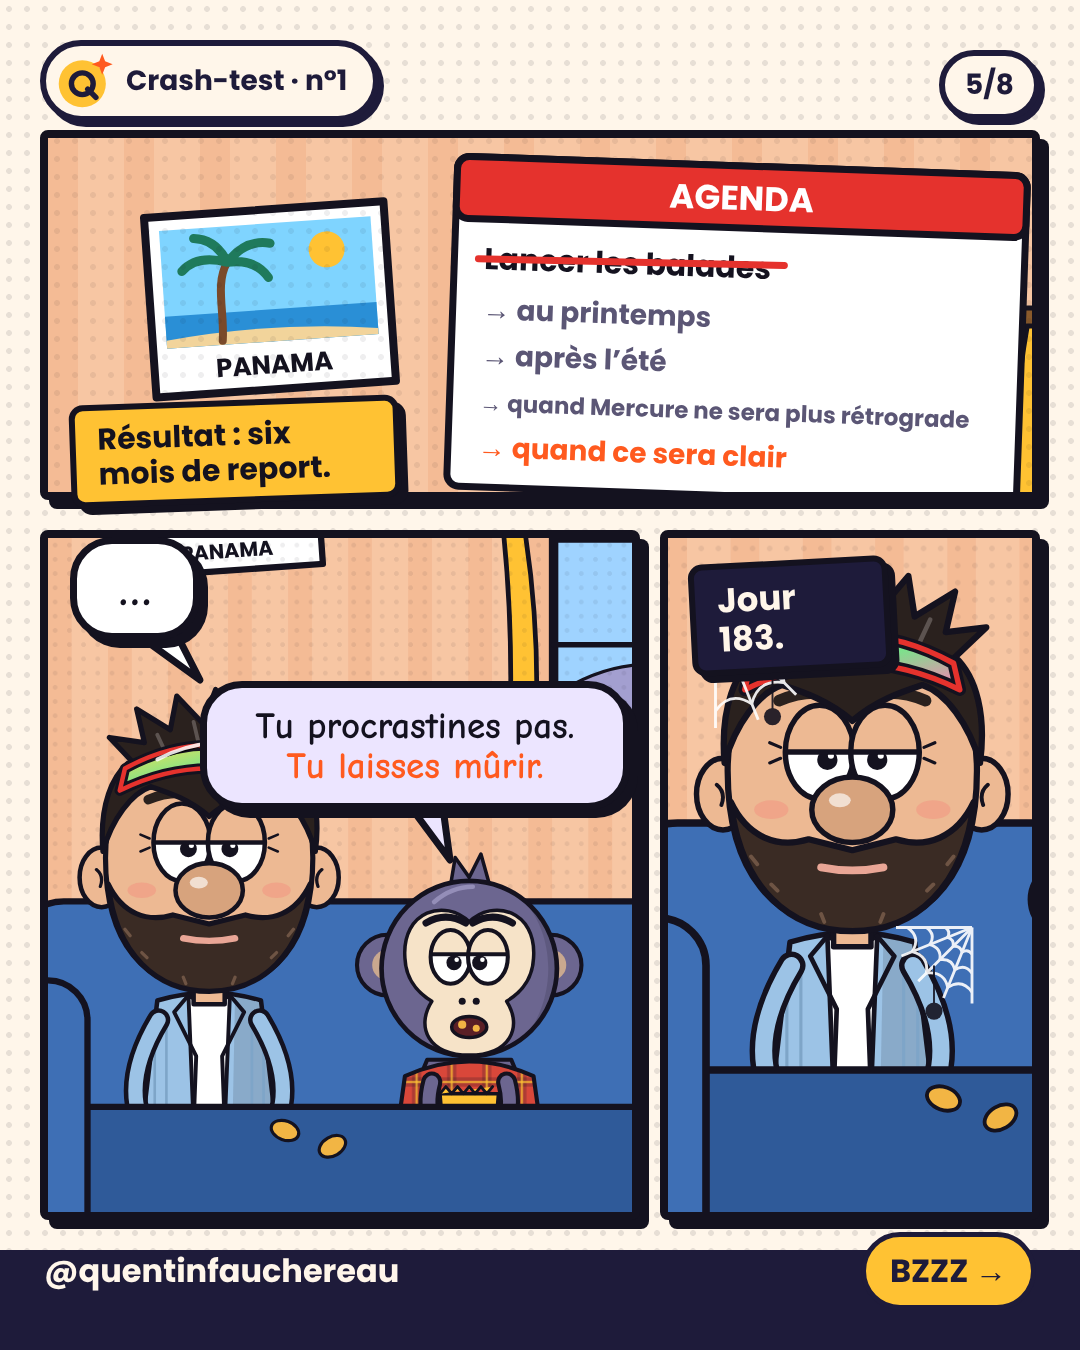 Q Crash-test · nº1
5/8
AGENDA
Lancer les balades
→ au printemps
→ après l’été
→ quand Mercure ne sera plus rétrograde
→ quand ce sera clair
PANAMA
Résultat : six
mois de report.
PANAMA
...
Tu procrastines pas.
Tu laisses mûrir.
Jour
183.
@quentinfauchereau
BZZZ →